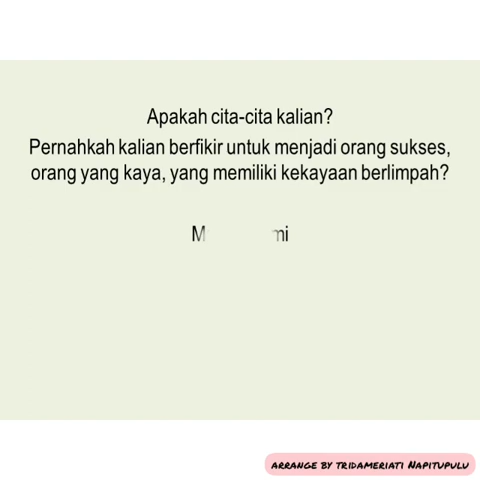 Apakah cita-cita kalian?
Pernahkah kalian berfikir untuk menjadi orang sukses,
orang yang kaya, yang memiliki kekayaan berlimpah?
arrange by tridameriati Napitupulu